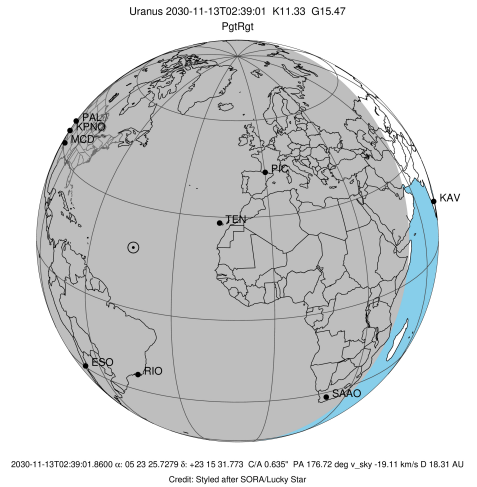 Uranus 2030-11-13T02:39:01 K11.33 G15.47
PgtRgt
PAL
KPNO
MCD
PIC
KAV
TEN
ESO
RIO
SAAO
2030-11-13T02:39:01.8600 α: 05 23 25.7279 δ: +23 15 31.773 C/A 0.635" PA 176.72 deg v_sky -19.11 km/s D 18.31 AU
Credit: Styled after SORA/Lucky Star